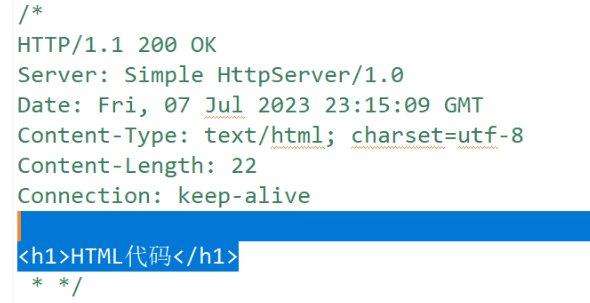 /*
HTTP/1.1 200 OK
Server: Simple HttpServer/1.0
Date: Fri, 07 Jul 2023 23:15:09 GMT
Content-Type: text/html; charset=utf-8
Content-Length: 22
Connection: keep-alive
<h1>HTML代码</h1>
* */